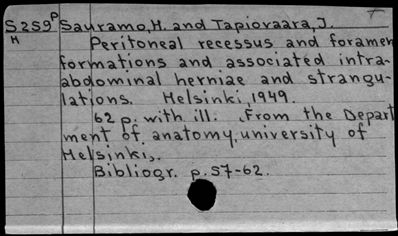 S259P Sauramo, H. and Tapiovaara, J.
H Peritoneal recessus and foramen
formations and associated intra-
abdominal herniae and strangu-
lations. Helsinki, 1949.
62 p. with ill. From the Depart
ment of anatomy, university of
Helsinki,.
Bibliogr. p. 57-62.